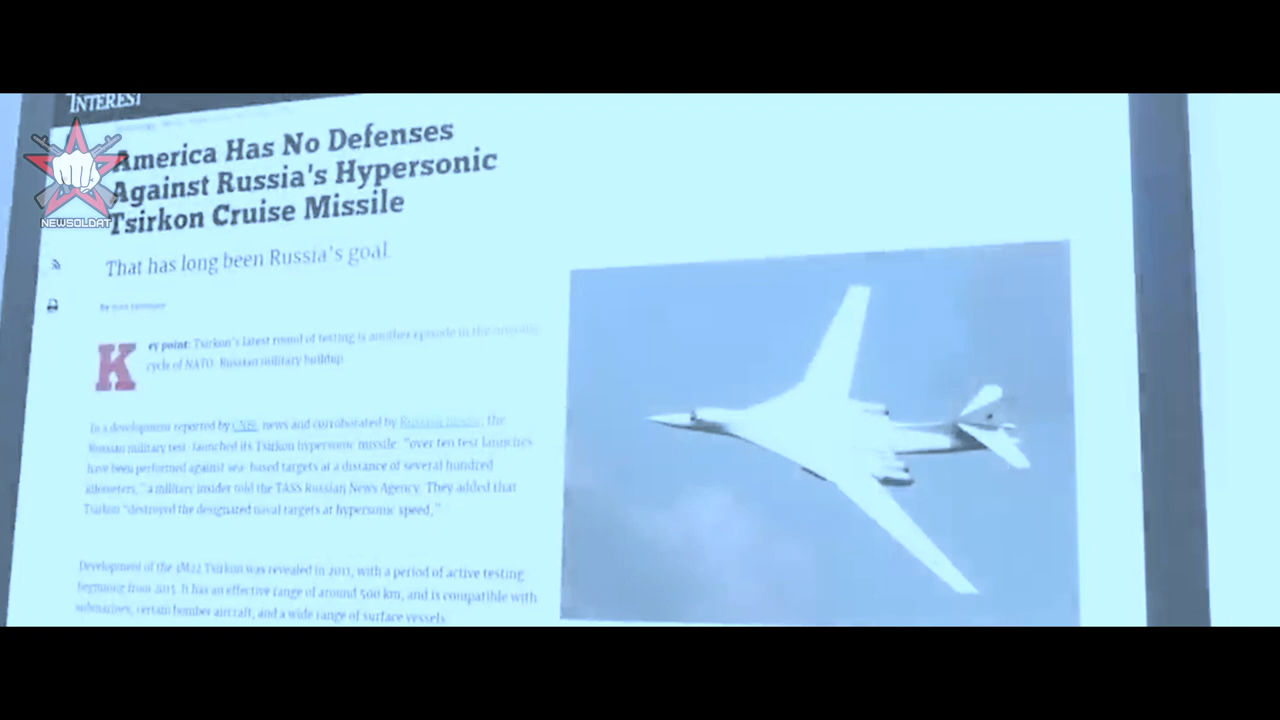 INTEREST
America Has No Defenses
Against Russia's Hypersonic
Tsirkon Cruise Missile
NEWSOLDAT
That has long been Russia's goal.
by
Key point: Tsirkon's latest round of testing is another episode in the
cycle of NATO-Russian military buildup.
In a development reported by CNBC news and corroborated by Russian media, the
Russian military test-launched its Tsirkon hypersonic missile: "over ten test launches
have been performed against sea-based targets at a distance of several hundred
kilometers," a military insider told the TASS Russian News Agency. They added that
Tsirkon "destroyed the designated naval targets at hypersonic speed,"
Development of the 3M22 Tsirkon was revealed in 2011, with a period of active testing
beginning from 2015. It has an effective range of around 500 km, and is compatible with
submarines, certain bomber aircraft, and a wide range of surface vessels.